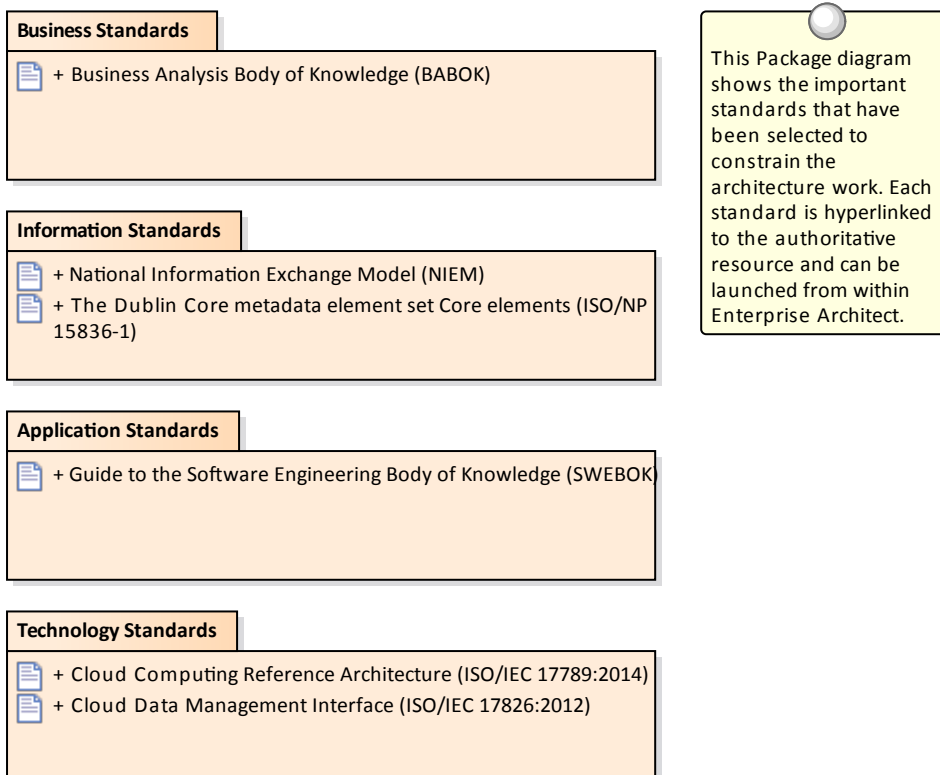 Business Standards
+ Business Analysis Body of Knowledge (BABOK)
Information Standards
+ National Information Exchange Model (NIEM)
+ The Dublin Core metadata element set Core elements (ISO/NP
15836-1)
Application Standards
+ Guide to the Software Engineering Body of Knowledge (SWEBOK)
Technology Standards
+ Cloud Computing Reference Architecture (ISO/IEC 17789:2014)
+ Cloud Data Management Interface (ISO/IEC 17826:2012)
This Package diagram
shows the important
standards that have
been selected to
constrain the
architecture work. Each
standard is hyperlinked
to the authoritative
resource and can be
launched from within
Enterprise Architect.